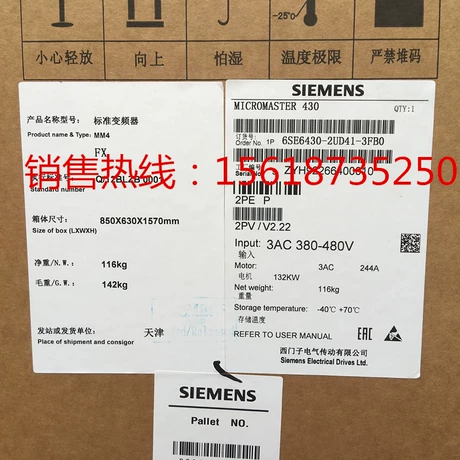 -25°C
小心轻放
向上
怕湿
温度极限
严禁堆码
产品名称型号: 标准变频器
Product name & Type: MM4
FX
Standard number
箱体尺寸: 850X630X1570mm
Size of box (LXWXH)
净重/N.W.: 116kg
毛重/G.W.: 142kg
发站或发货单位: 天津
Place of shipment and consigor
SIEMENS
MICROMASTER 430 QTY:1
订货号:
Order No. 1P 6SE6430-2UD41-3FB0
销售热线：15618735250
2PE P
2PV / V2.22
Input: 3AC 380-480V
输入
Motor: 3AC 244A
电机 132KW
Net weight: 116kg
重量
Storage temperature: -40℃ +70℃
存储温度
REFER TO USER MANUAL
EAC
西门子电气传动有限公司
Siemens Electrical Drives Ltd.
SIEMENS
Pallet NO.